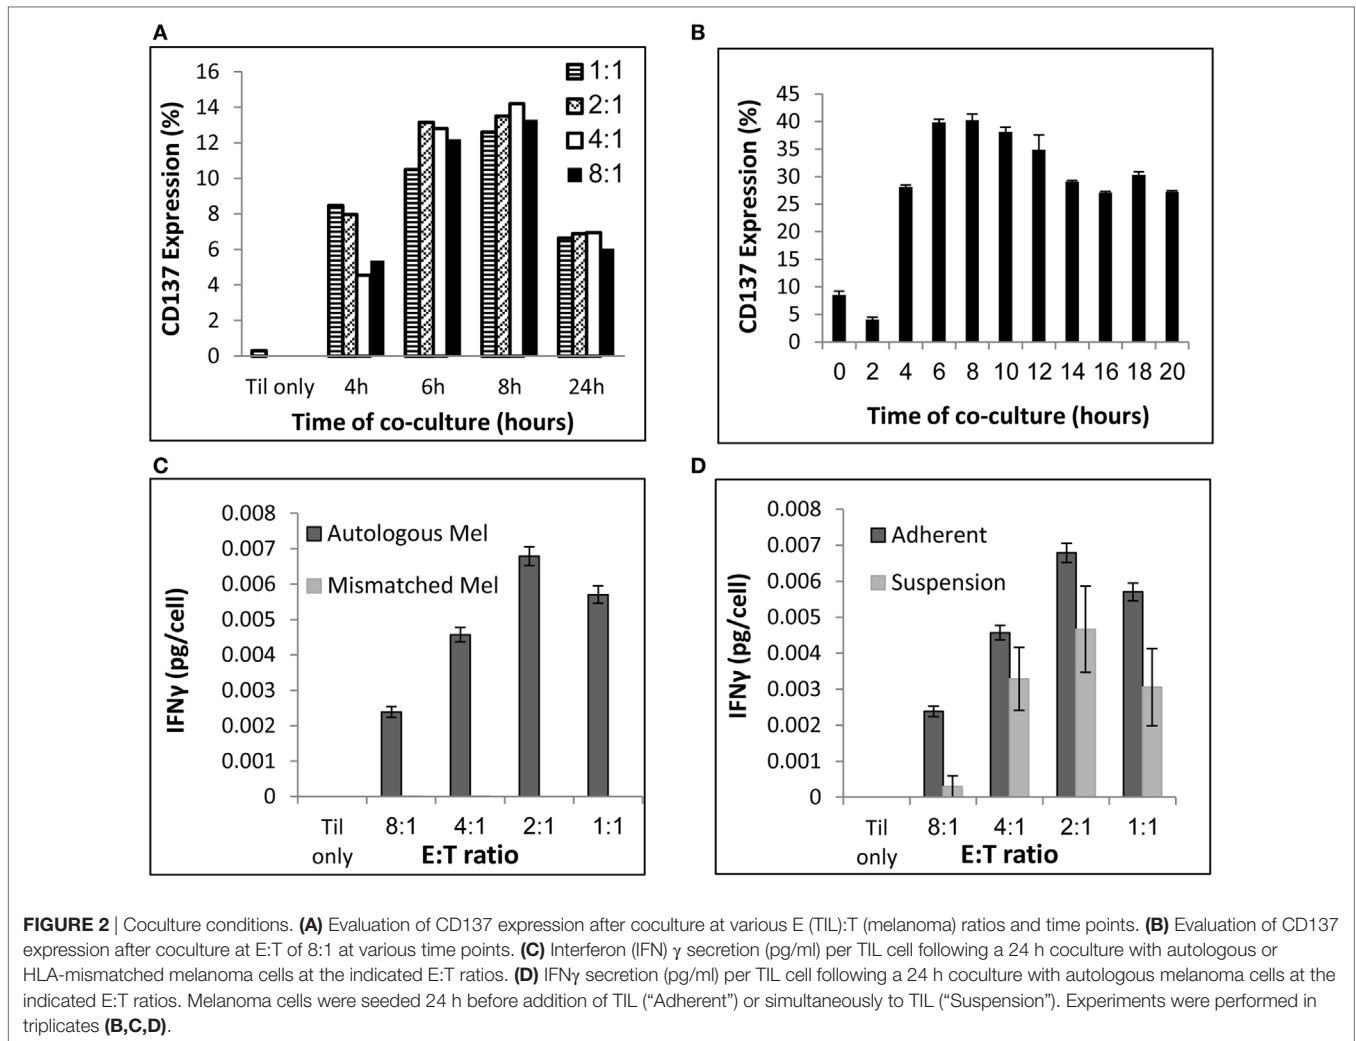 A
16
14
12
10
8
6
4
2
0
CD137 Expression (%)
1:1
2:1
4:1
8:1
Til only 4h 6h 8h 24h
Time of co-culture (hours)
B
45
40
35
30
25
20
15
10
5
0
CD137 Expression (%)
0 2 4 6 8 10 12 14 16 18 20
Time of co-culture (hours)
C
0.008
0.007
0.006
0.005
0.004
0.003
0.002
0.001
0
IFNγ (pg/cell)
Autologous Mel
Mismatched Mel
Til only 8:1 4:1 2:1 1:1
E:T ratio
D
0.008
0.007
0.006
0.005
0.004
0.003
0.002
0.001
0
IFNγ (pg/cell)
Adherent
Suspension
Til only 8:1 4:1 2:1 1:1
E:T ratio
FIGURE 2 | Coculture conditions. (A) Evaluation of CD137 expression after coculture at various E (TIL):T (melanoma) ratios and time points. (B) Evaluation of CD137
expression after coculture at E:T of 8:1 at various time points. (C) Interferon (IFN) γ secretion (pg/ml) per TIL cell following a 24 h coculture with autologous or
HLA-mismatched melanoma cells at the indicated E:T ratios. (D) IFNγ secretion (pg/ml) per TIL cell following a 24 h coculture with autologous melanoma cells at the
indicated E:T ratios. Melanoma cells were seeded 24 h before addition of TIL (“Adherent”) or simultaneously to TIL (“Suspension”). Experiments were performed in
triplicates (B,C,D).